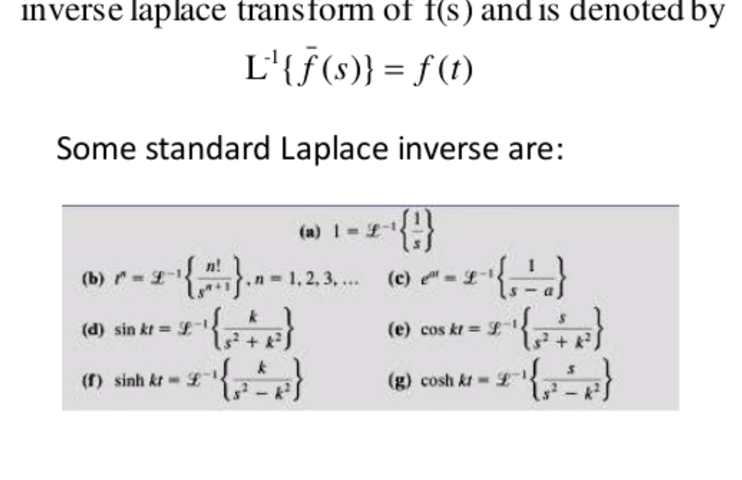 inverse laplace transform of f(s) and is denoted by
L⁻¹{f̄(s)} = f(t)
Some standard Laplace inverse are:
(a) 1 = ℒ⁻¹{1/s}
(b) tⁿ = ℒ⁻¹{n!/sⁿ⁺¹}, n = 1, 2, 3, ... (c) eᵃᵗ = ℒ⁻¹{1/(s − a)}
(d) sin kt = ℒ⁻¹{k/(s² + k²)} (e) cos kt = ℒ⁻¹{s/(s² + k²)}
(f) sinh kt = ℒ⁻¹{k/(s² − k²)} (g) cosh kt = ℒ⁻¹{s/(s² − k²)}